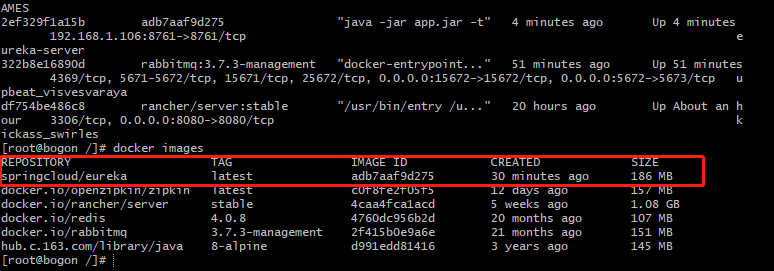 AMES
2ef329f1a15b        adb7aaf9d275                   "java -jar app.jar -t"   4 minutes ago       Up 4 minutes
        192.168.1.106:8761->8761/tcp                                                                            e
ureka-server
322b8e16890d        rabbitmq:3.7.3-management   "docker-entrypoint..."   51 minutes ago      Up 51 minutes
        4369/tcp, 5671-5672/tcp, 15671/tcp, 25672/tcp, 0.0.0.0:15672->15672/tcp, 0.0.0.0:5672->5673/tcp   u
pbeat_visvesvaraya
df754be486c8        rancher/server:stable          "/usr/bin/entry /u..."   20 hours ago        Up About an h
our   3306/tcp, 0.0.0.0:8080->8080/tcp                                                                          k
ickass_swirles
[root@bogon /]# docker images
REPOSITORY                    TAG                 IMAGE ID            CREATED             SIZE
springcloud/eureka            latest              adb7aaf9d275        30 minutes ago      186 MB
docker.io/openzipkin/zipkin   latest              c0f8fe2f05f5        12 days ago         157 MB
docker.io/rancher/server      stable              4caa4fca1acd        5 weeks ago         1.08 GB
docker.io/redis               4.0.8               4760dc956b2d        20 months ago       107 MB
docker.io/rabbitmq            3.7.3-management    2f415b0e9a6e        21 months ago       151 MB
hub.c.163.com/library/java    8-alpine            d991edd81416        3 years ago         145 MB
[root@bogon /]#